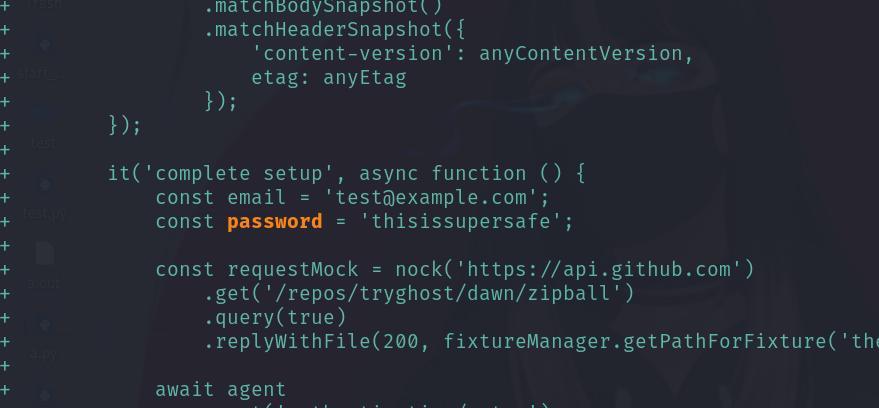 +                .matchBodySnapshot()
+                .matchHeaderSnapshot({
+                    'content-version': anyContentVersion,
+                    etag: anyEtag
+                });
+        });
+
+        it('complete setup', async function () {
+            const email = 'test@example.com';
+            const password = 'thisissupersafe';
+
+            const requestMock = nock('https://api.github.com')
+                .get('/repos/tryghost/dawn/zipball')
+                .query(true)
+                .replyWithFile(200, fixtureManager.getPathForFixture('the
+
+            await agent
Trash
start_...
test
test.py
a.out
a.py